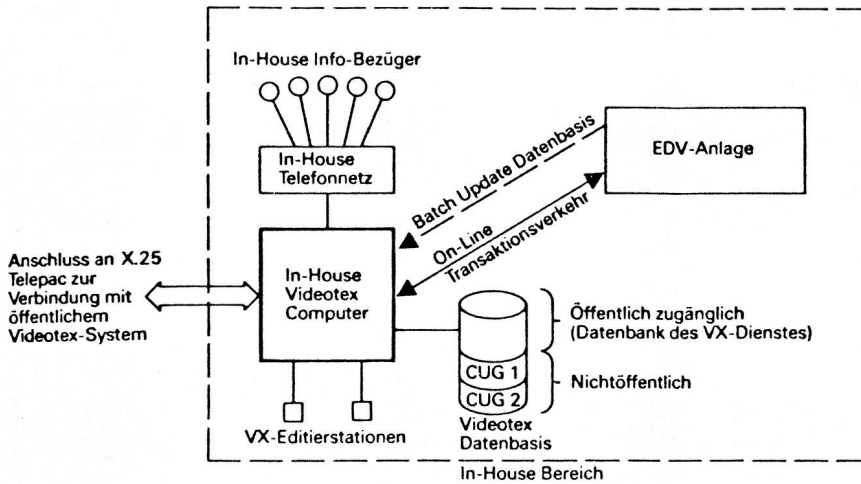 In-House Info-Bezüger
In-House
Telefonnetz
Batch Update Datenbasis
EDV-Anlage
On-Line
Transaktionsverkehr
Anschluss an X.25
Telepac zur
Verbindung mit
öffentlichem
Videotex-System
In-House
Videotex
Computer
Öffentlich zugänglich
(Datenbank des VX-Dienstes)
CUG 1
CUG 2
Nichtöffentlich
VX-Editierstationen
Videotex
Datenbasis
In-House Bereich